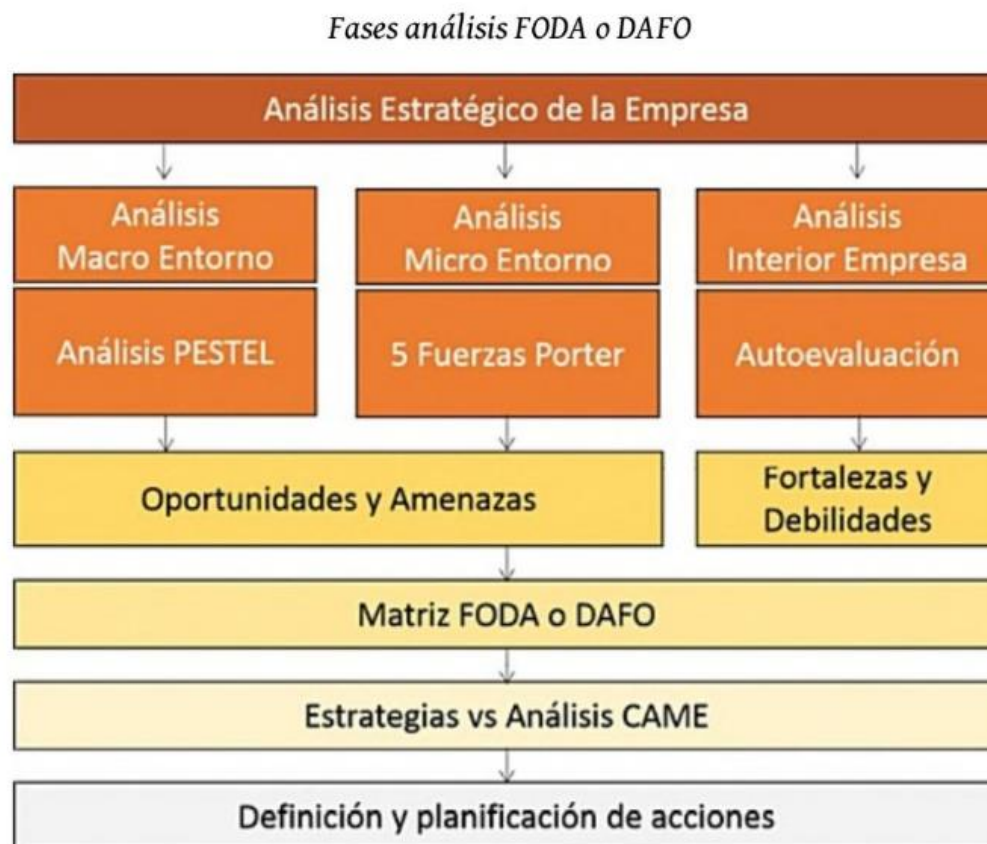 Fases análisis FODA o DAFO
Análisis Estratégico de la Empresa
Análisis
Macro Entorno
Análisis PESTEL
Análisis
Micro Entorno
5 Fuerzas Porter
Análisis
Interior Empresa
Autoevaluación
Oportunidades y Amenazas
Fortalezas y
Debilidades
Matriz FODA o DAFO
Estrategias vs Análisis CAME
Definición y planificación de acciones